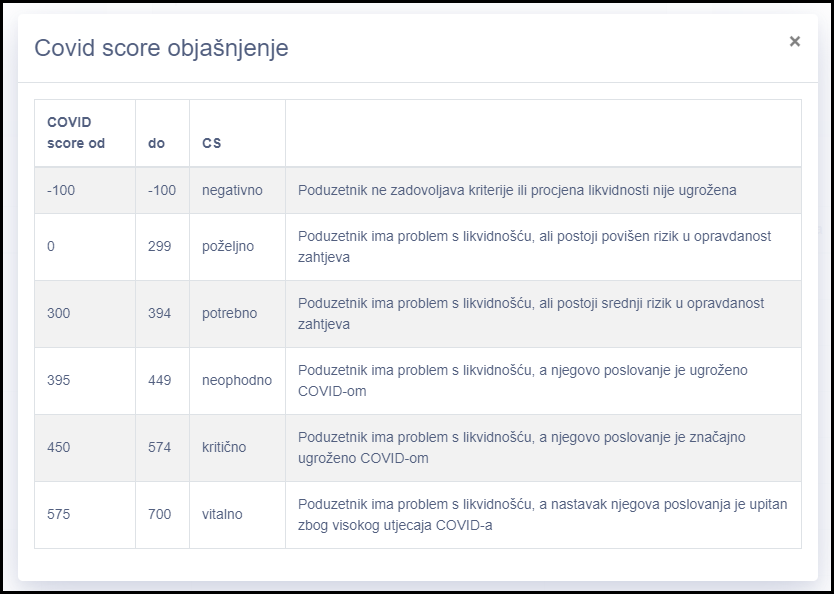 Covid score objašnjenje
×
COVID
score od
do
CS
-100
-100
negativno
Poduzetnik ne zadovoljava kriterije ili procjena likvidnosti nije ugrožena
0
299
poželjno
Poduzetnik ima problem s likvidnošću, ali postoji povišen rizik u opravdanost
zahtjeva
300
394
potrebno
Poduzetnik ima problem s likvidnošću, ali postoji srednji rizik u opravdanost
zahtjeva
395
449
neophodno
Poduzetnik ima problem s likvidnošću, a njegovo poslovanje je ugroženo
COVID-om
450
574
kritično
Poduzetnik ima problem s likvidnošću, a njegovo poslovanje je značajno
ugroženo COVID-om
575
700
vitalno
Poduzetnik ima problem s likvidnošću, a nastavak njegova poslovanja je upitan
zbog visokog utjecaja COVID-a